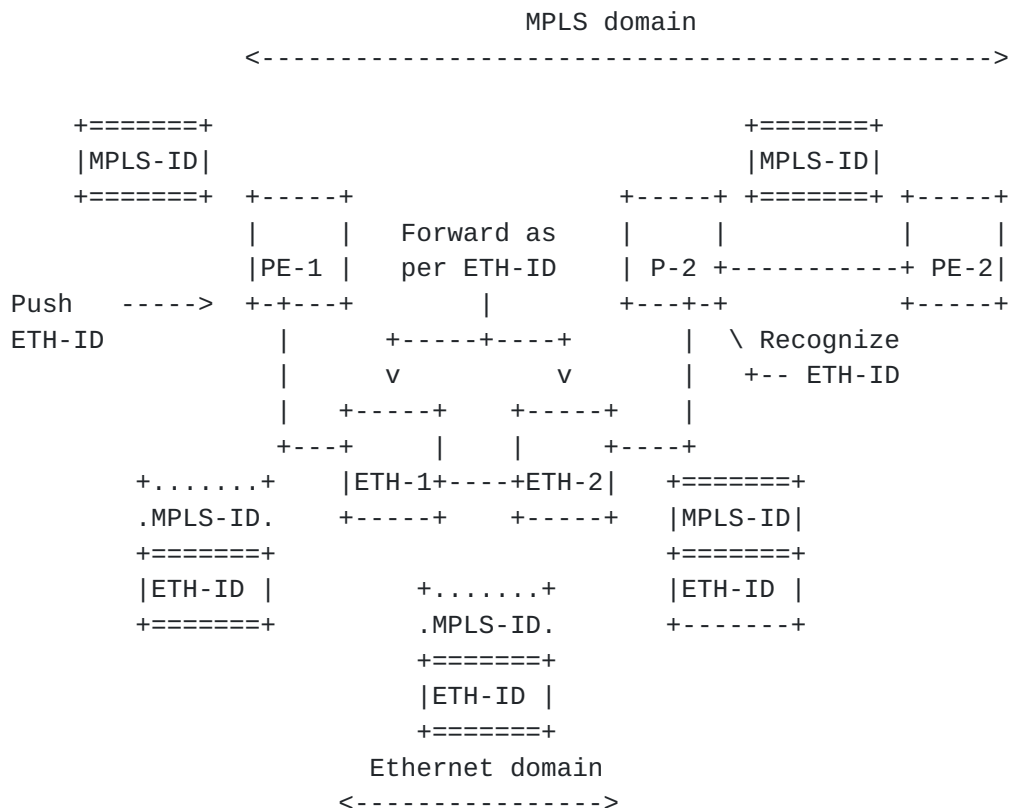 MPLS domain
               <----------------------------------------------->

    +=======+                                  +=======+
    |MPLS-ID|                                  |MPLS-ID|
    +=======+  +-----+                 +-----+ +=======+ +-----+
               |     |   Forward as    |     |           |     |
               |PE-1 |   per ETH-ID    | P-2 +-----------+ PE-2|
Push   ----->  +-+---+        |        +---+-+           +-----+
ETH-ID           |      +-----+----+       |  \ Recognize
                 |      v          v       |   +-- ETH-ID
                 |   +-----+    +-----+    |
                 +---+     |    |     +----+
        +.......+    |ETH-1+----+ETH-2|   +=======+
        .MPLS-ID.    +-----+    +-----+   |MPLS-ID|
        +=======+                         +=======+
        |ETH-ID |         +.......+       |ETH-ID |
        +=======+         .MPLS-ID.       +-------+
                          +=======+
                          |ETH-ID |
                          +=======+
                       Ethernet domain
                     <---------------->